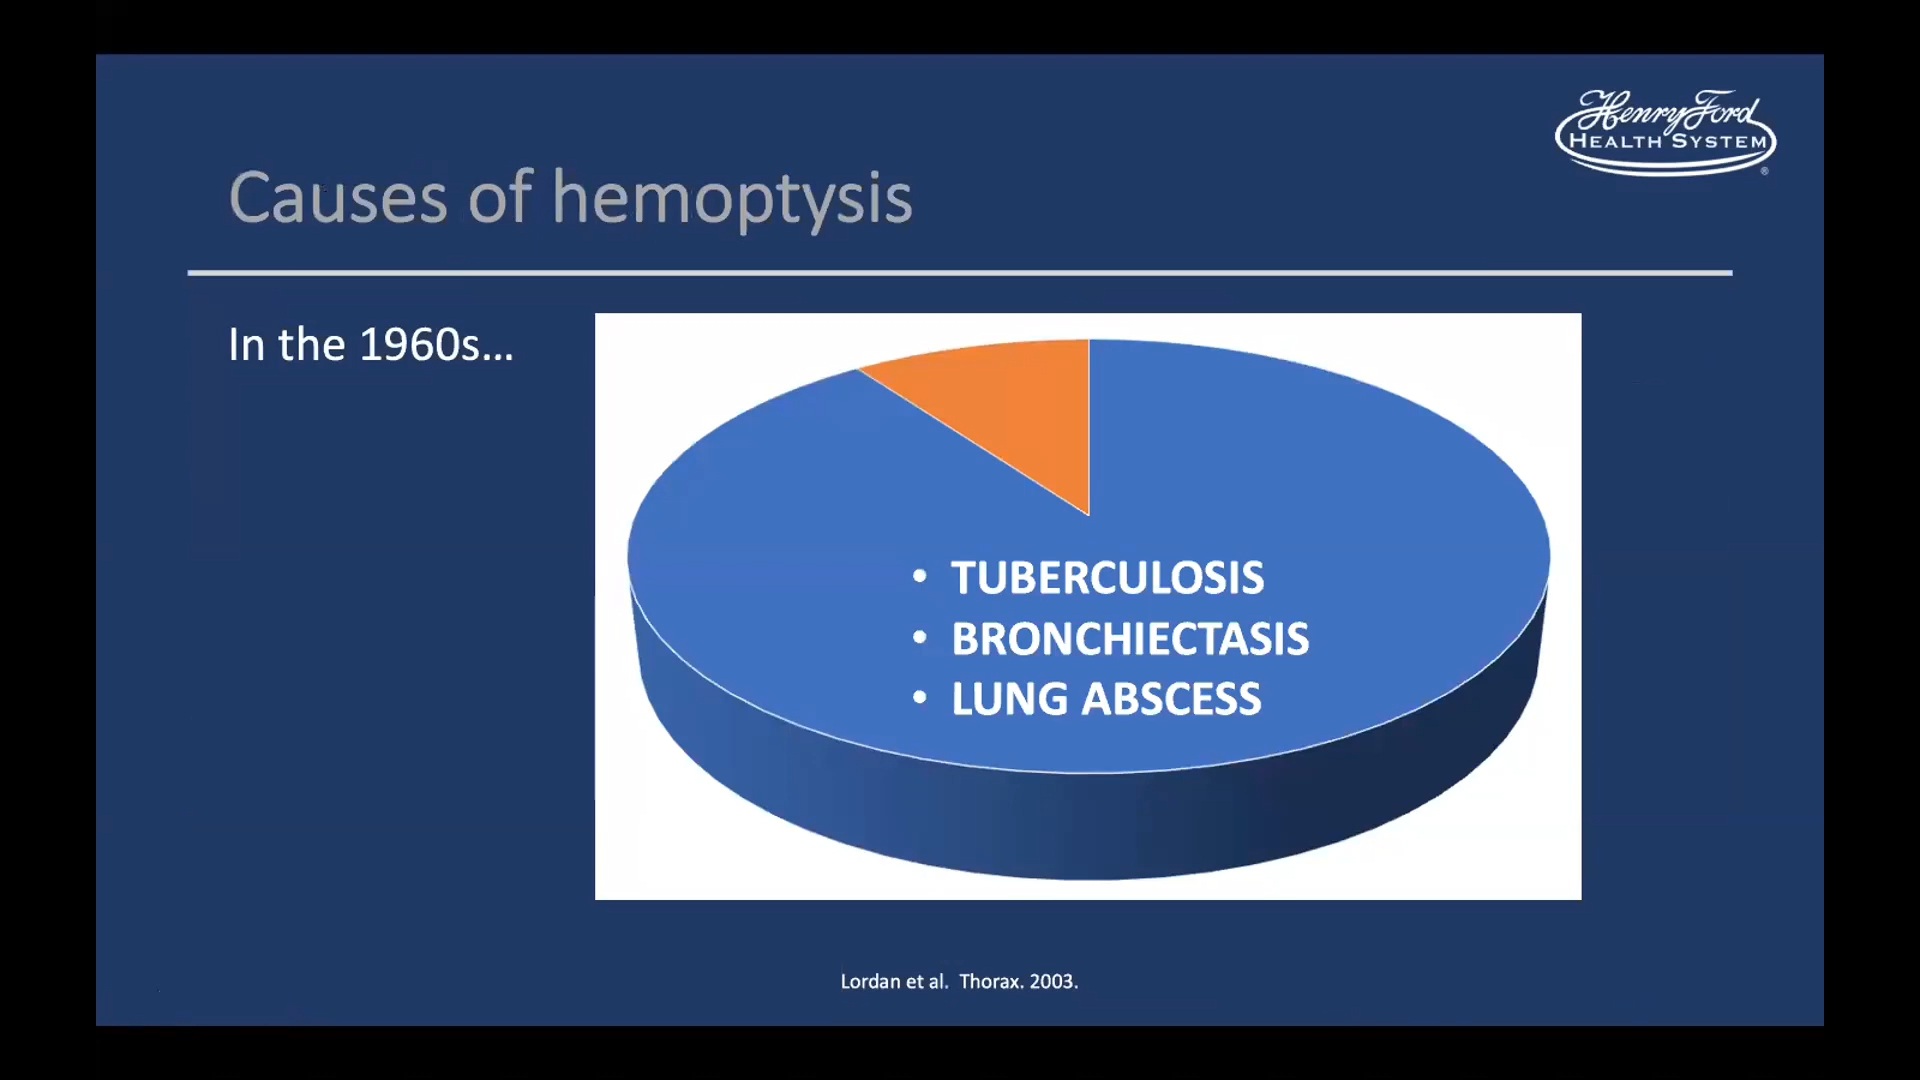 Henry Ford
HEALTH SYSTEM
®
Causes of hemoptysis
In the 1960s...
• TUBERCULOSIS
• BRONCHIECTASIS
• LUNG ABSCESS
Lordan et al. Thorax. 2003.